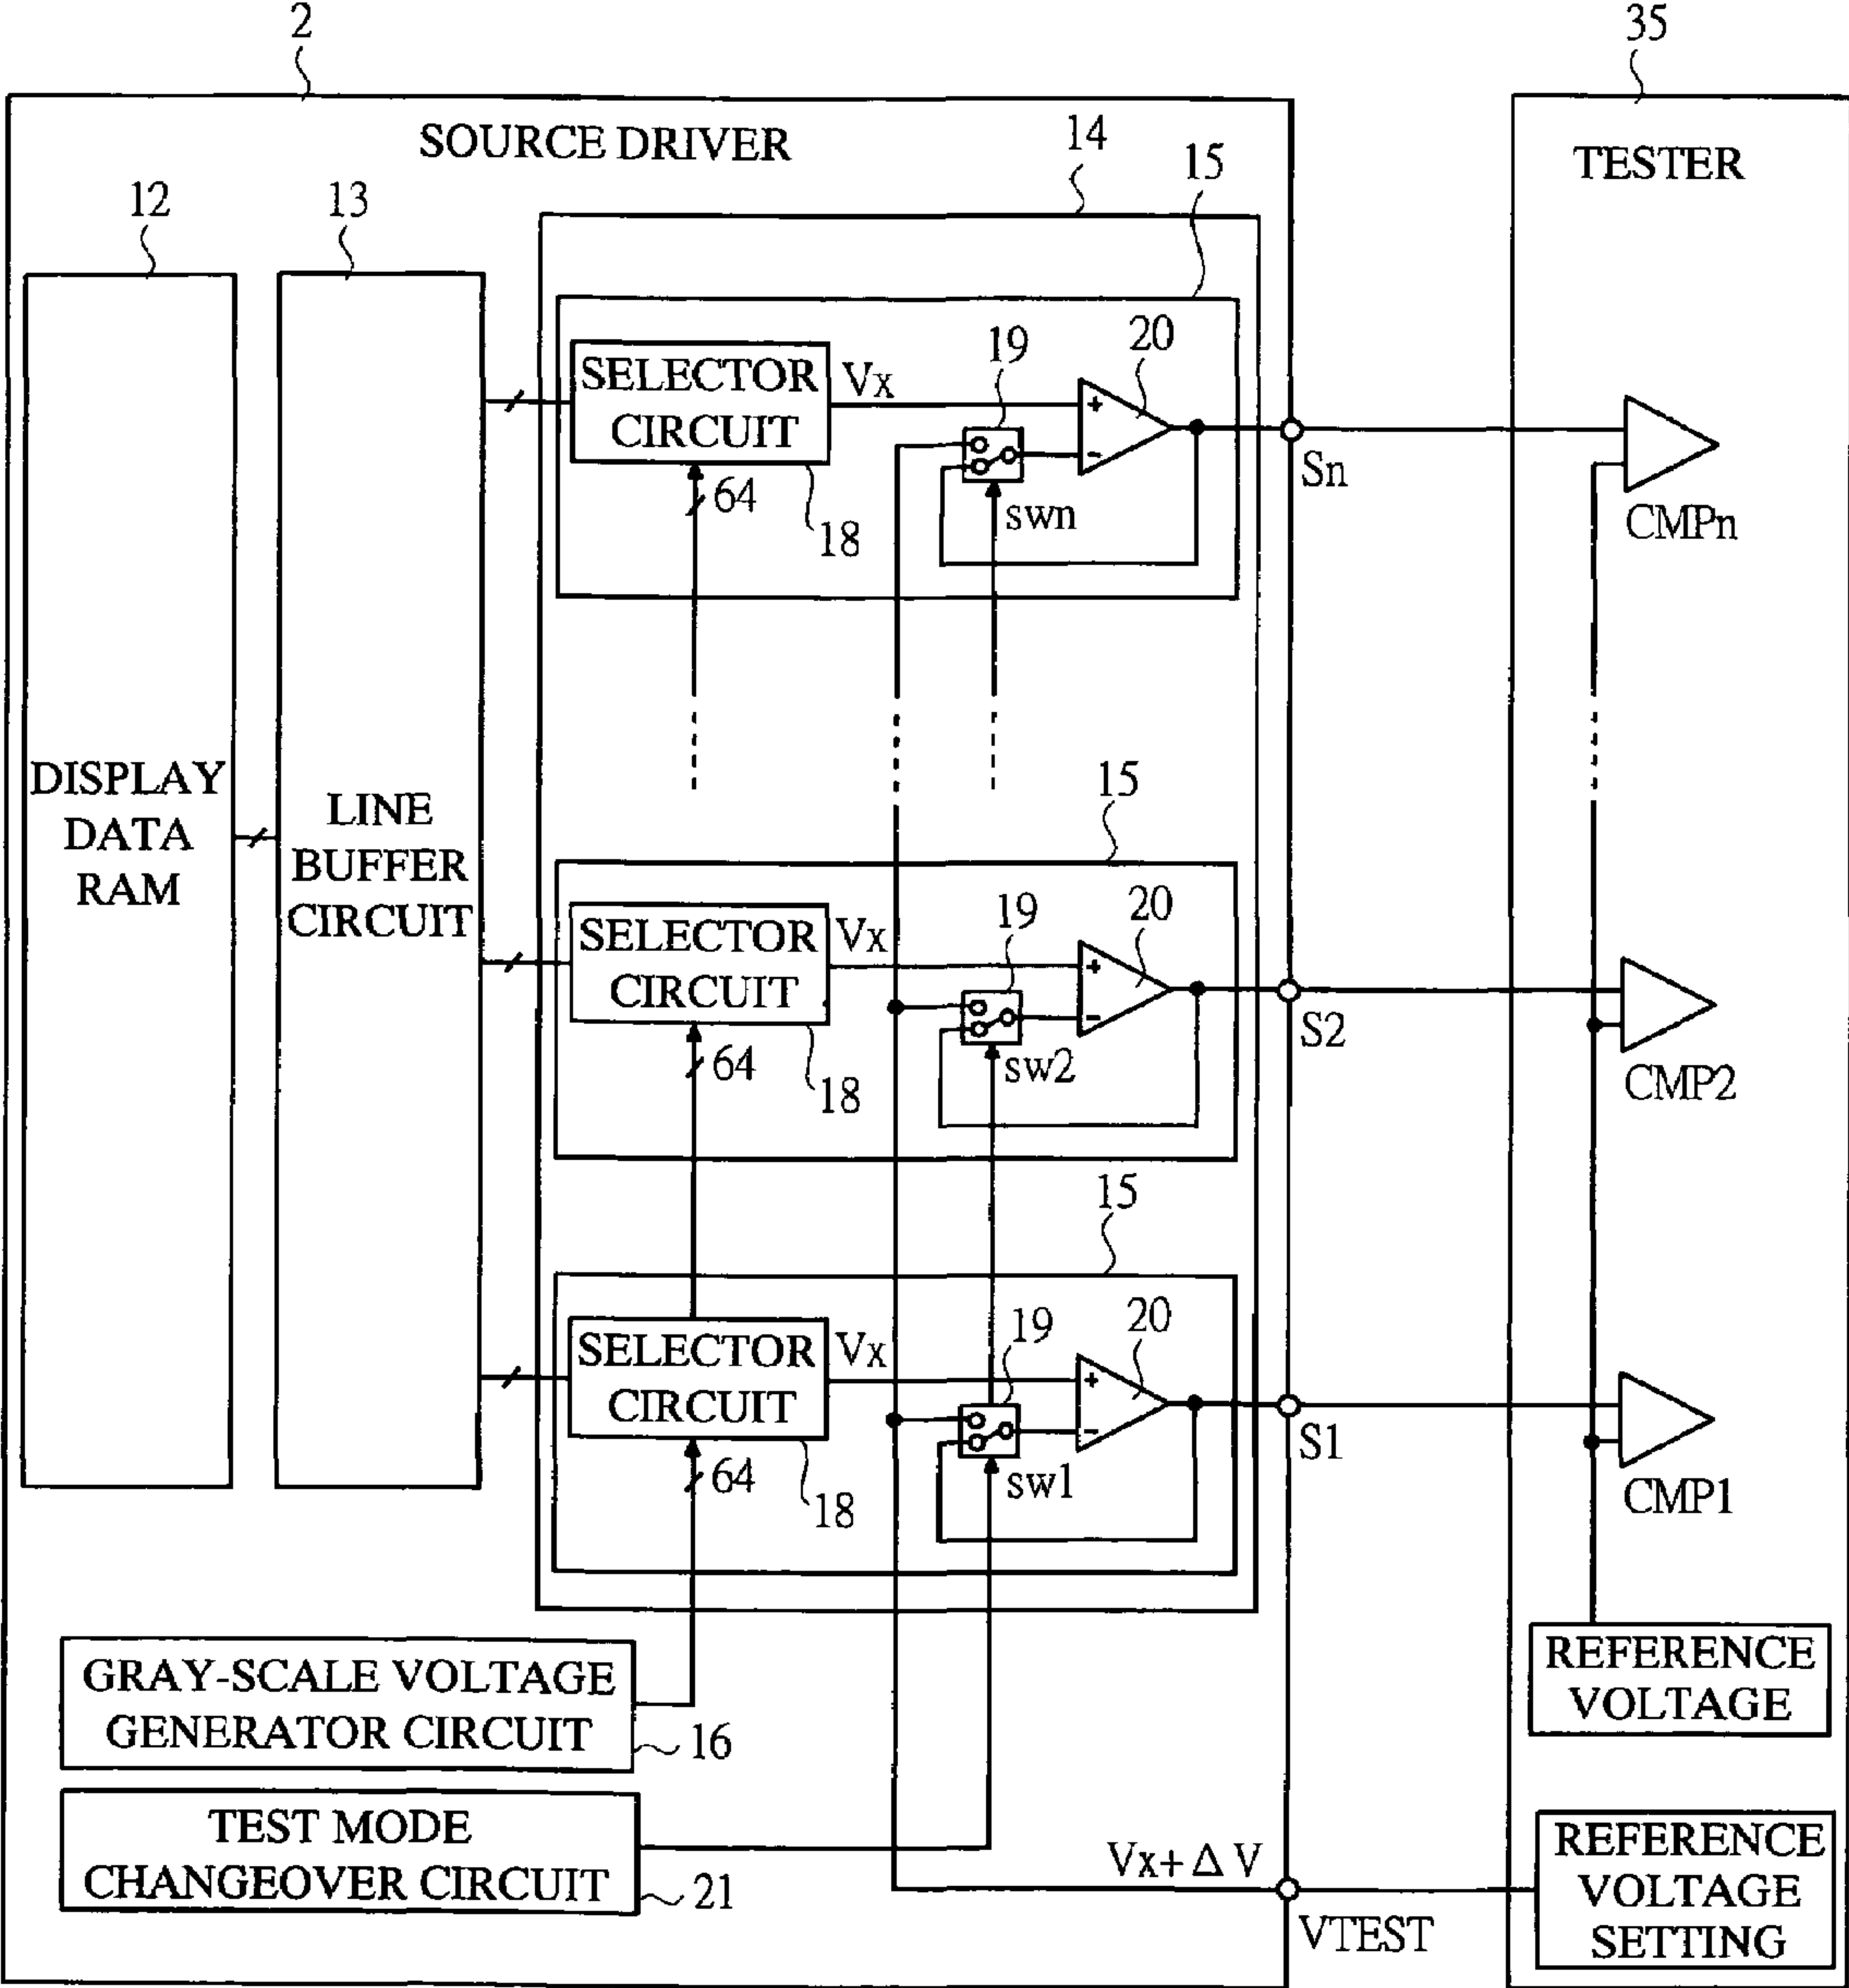 2
35
SOURCE DRIVER
14
15
TESTER
12
13
SELECTOR
CIRCUIT
Vx
19
20
64
18
swn
Sn
CMPn
DISPLAY
DATA
RAM
LINE
BUFFER
CIRCUIT
15
SELECTOR
CIRCUIT
Vx
19
20
64
18
sw2
S2
CMP2
15
SELECTOR
CIRCUIT
Vx
19
20
64
18
sw1
S1
CMP1
GRAY-SCALE VOLTAGE
GENERATOR CIRCUIT
16
REFERENCE
VOLTAGE
TEST MODE
CHANGEOVER CIRCUIT
21
Vx+ΔV
VTEST
REFERENCE
VOLTAGE
SETTING